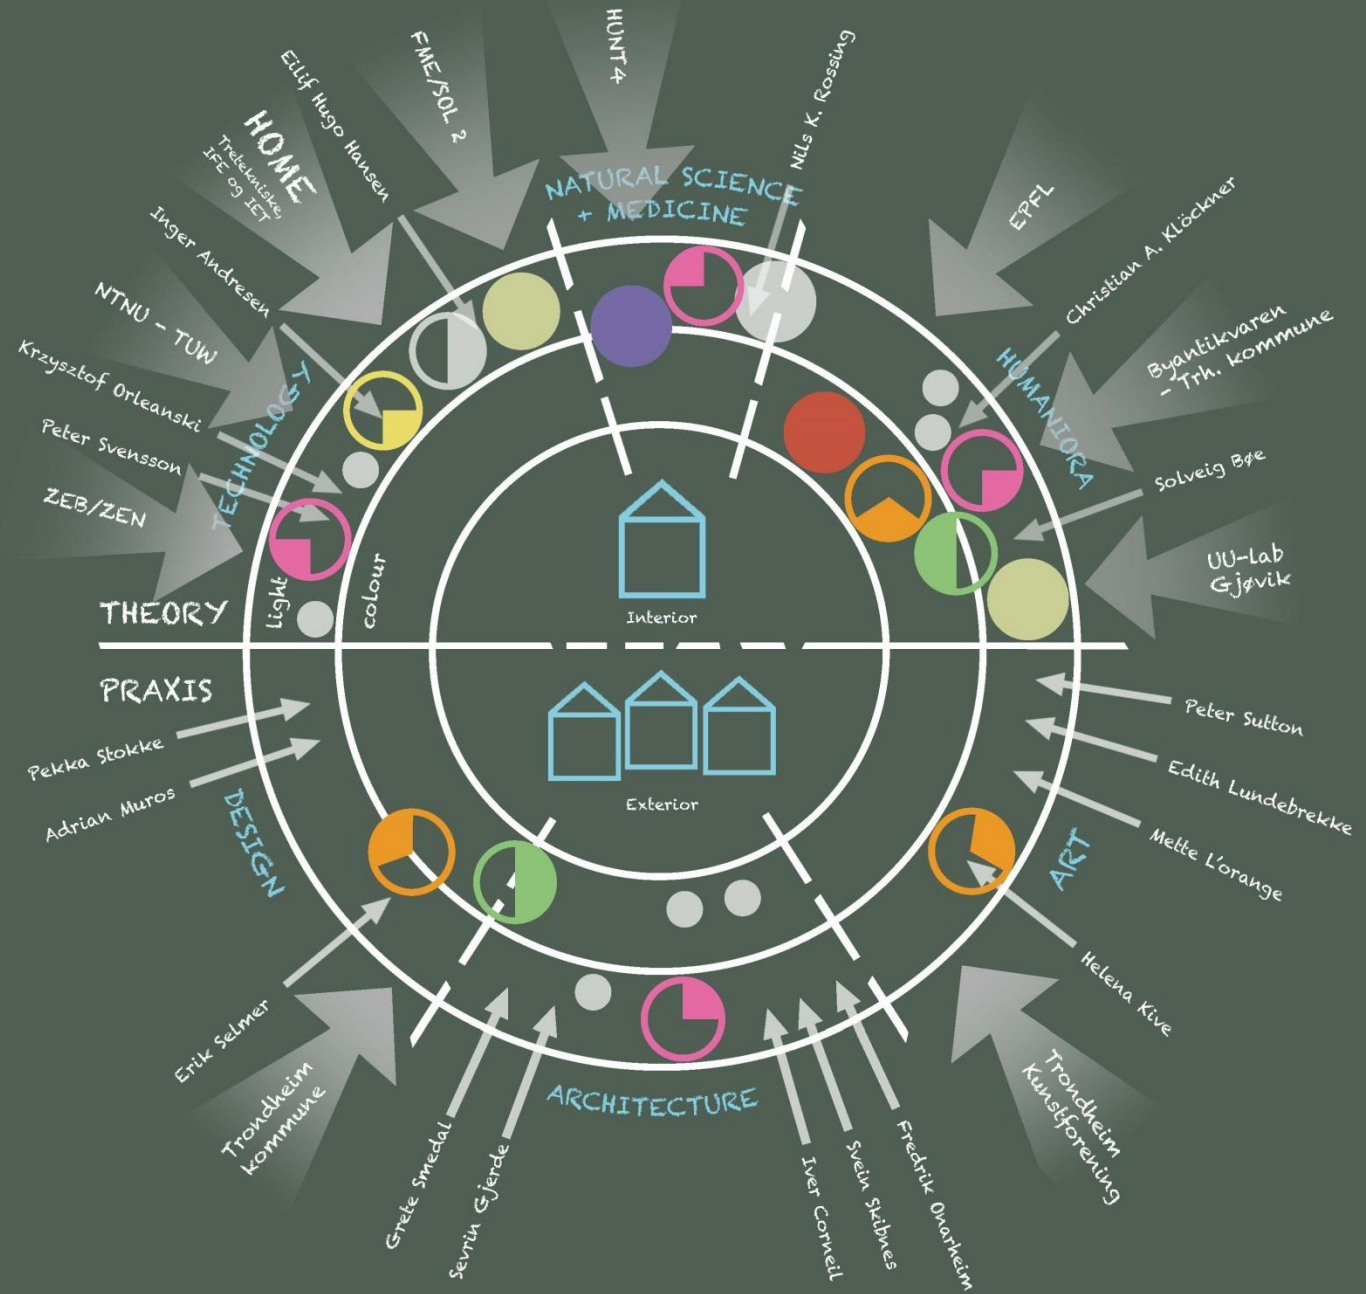 HUNT4
FME/SOL 2
Eilif Hugo Hansen
Nils K. Rossing
HOME
Tretekniske,
IFE og IET
NATURAL SCIENCE
+ MEDICINE
EPFL
Christian A. Klöckner
Inger Andresen
NTNU - TUW
Krzysztof Orleanski
TECHNOLOGY
Peter Svensson
ZEB/ZEN
HUMANIORA
Byantikvaren
- Trh. kommune
Solveig Bøe
UU-lab
Gjøvik
light
colour
THEORY
Interior
PRAXIS
Exterior
Pekka Stokke
Adrian Muros
DESIGN
Peter Sutton
Edith Lundebrekke
Mette L'orange
ART
Helena Kive
Erik Selmer
Trondheim
kommune
Trondheim
Kunstforening
ARCHITECTURE
Grete Smedal
Sevrin Gjerde
Iver Corneil
Svein Skibnes
Fredrik Onarheim